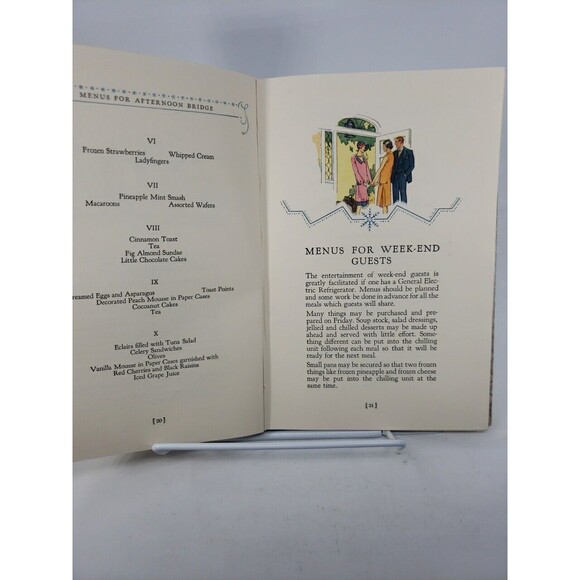 MENUS FOR AFTERNOON BRIDGE
VI
Frozen Strawberries Whipped Cream
Ladyfingers
VII
Pineapple Mint Smash
Macaroons Assorted Wafers
VIII
Cinnamon Toast
Tea
Fig Almond Sundae
Little Chocolate Cakes
IX
Eggs and Asparagus Toast Points
Decorated Peach Mousse in Paper Cases
Cocoanut Cakes
Tea
X
Eclairs filled with Tuna Salad
Celery Sandwiches
Olives
Vanilla Mousse in Paper Cases garnished with
Red Cherries and Black Raisins
Iced Grape Juice
[20]
MENUS FOR WEEK-END
GUESTS
The entertainment of week-end guests is
greatly facilitated if one has a General Elec-
tric Refrigerator. Menus should be planned
and some work be done in advance for all the
meals which guests will share.
Many things may be purchased and pre-
pared on Friday. Soup stock, salad dressings,
jellied and chilled desserts may be made up
ahead and served with little effort. Some-
thing different can be put into the chilling
unit following each meal so that it will be
ready for the next meal.
Small pans may be secured so that two frozen
things like frozen pineapple and frozen cheese
may be put into the chilling unit at the
same time.
[21]